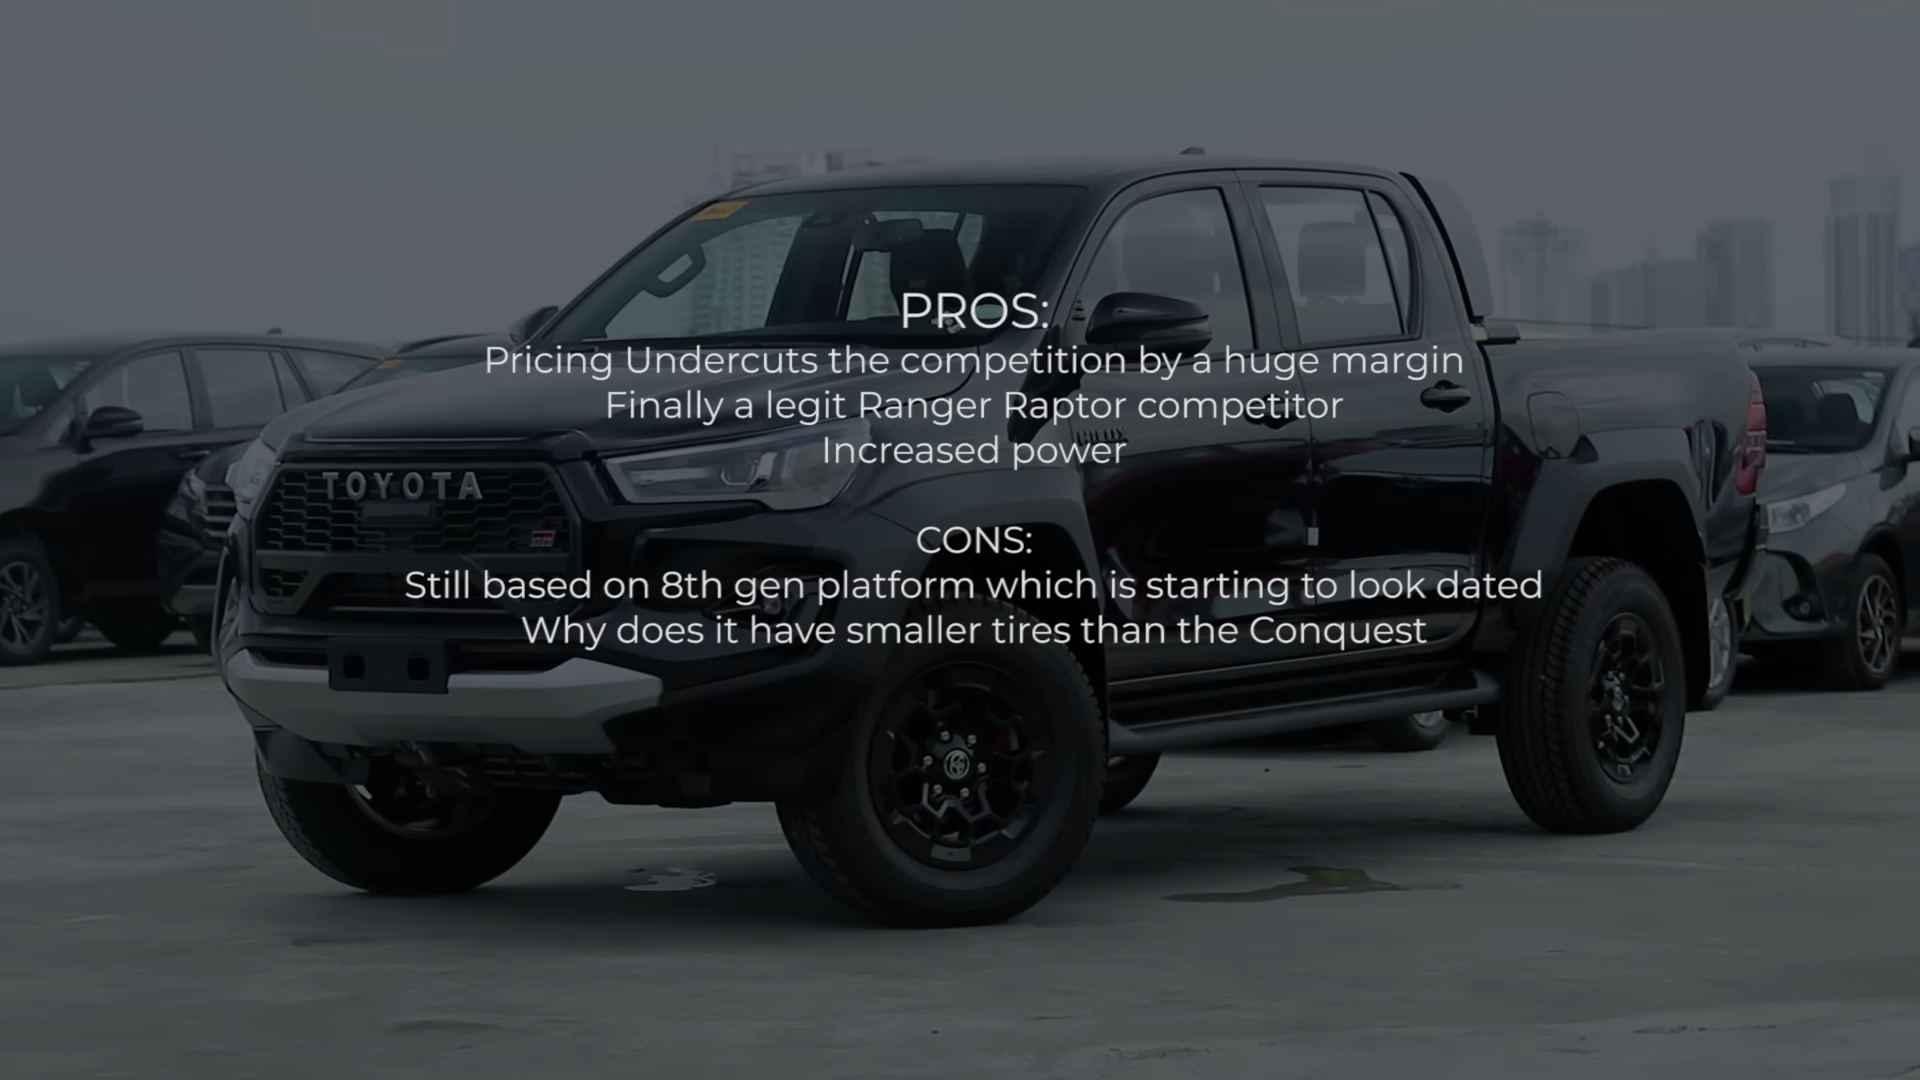 PROS:
Pricing Undercuts the competition by a huge margin
Finally a legit Ranger Raptor competitor
Increased power
CONS:
Still based on 8th gen platform which is starting to look dated
Why does it have smaller tires than the Conquest
TOYOTA
GR
HILUX